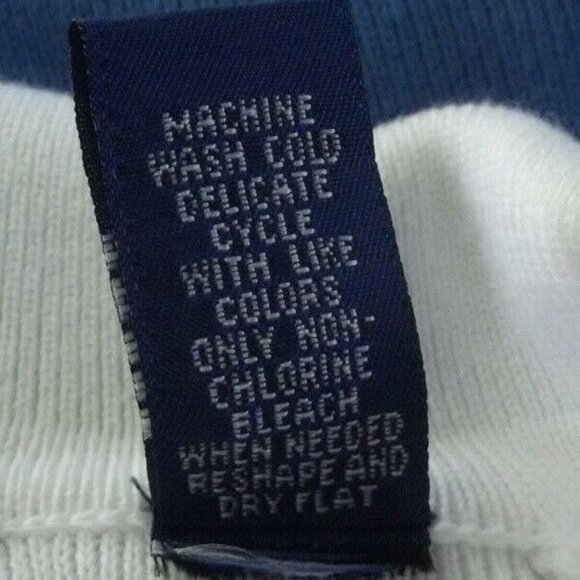 MACHINE
WASH COLD
DELICATE
CYCLE
WITH LIKE
COLORS
ONLY NON-
CHLORINE
BLEACH
WHEN NEEDED
RESHAPE AND
DRY FLAT